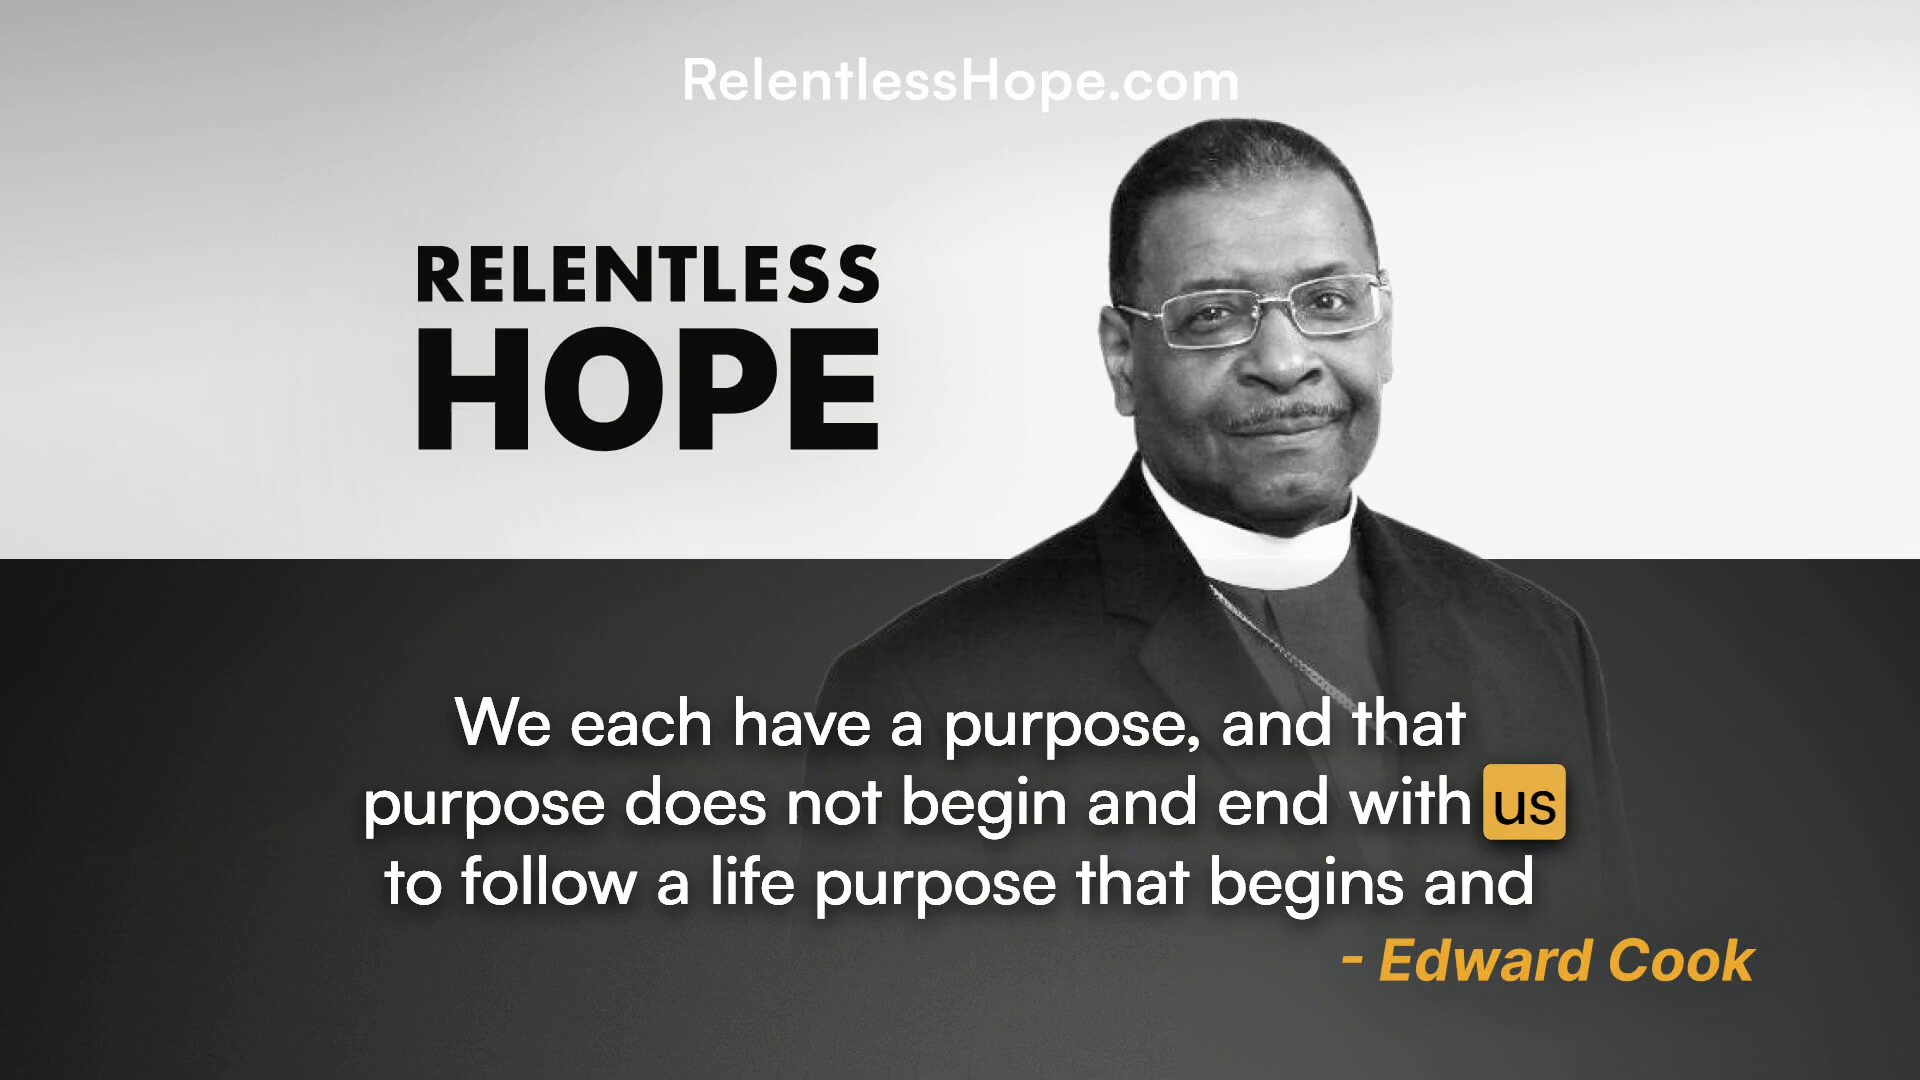 RelentlessHope.com
RELENTLESS
HOPE
We each have a purpose, and that
purpose does not begin and end with us
to follow a life purpose that begins and
- Edward Cook